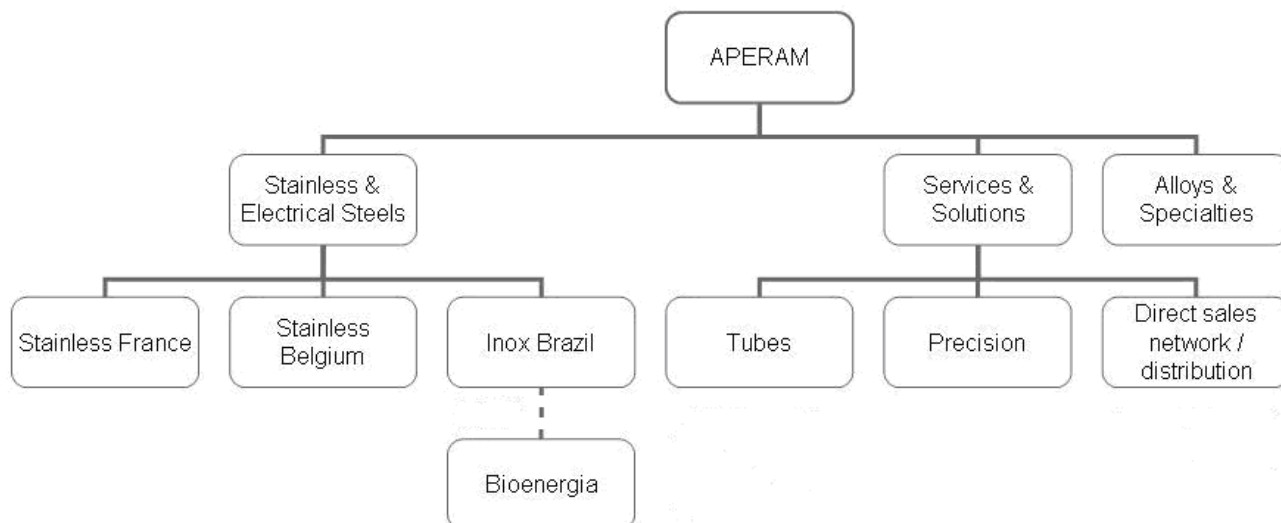 APERAM
Stainless &
Electrical Steels
Services &
Solutions
Alloys &
Specialties
Stainless France
Stainless
Belgium
Inox Brazil
Tubes
Precision
Direct sales
network /
distribution
Bioenergia